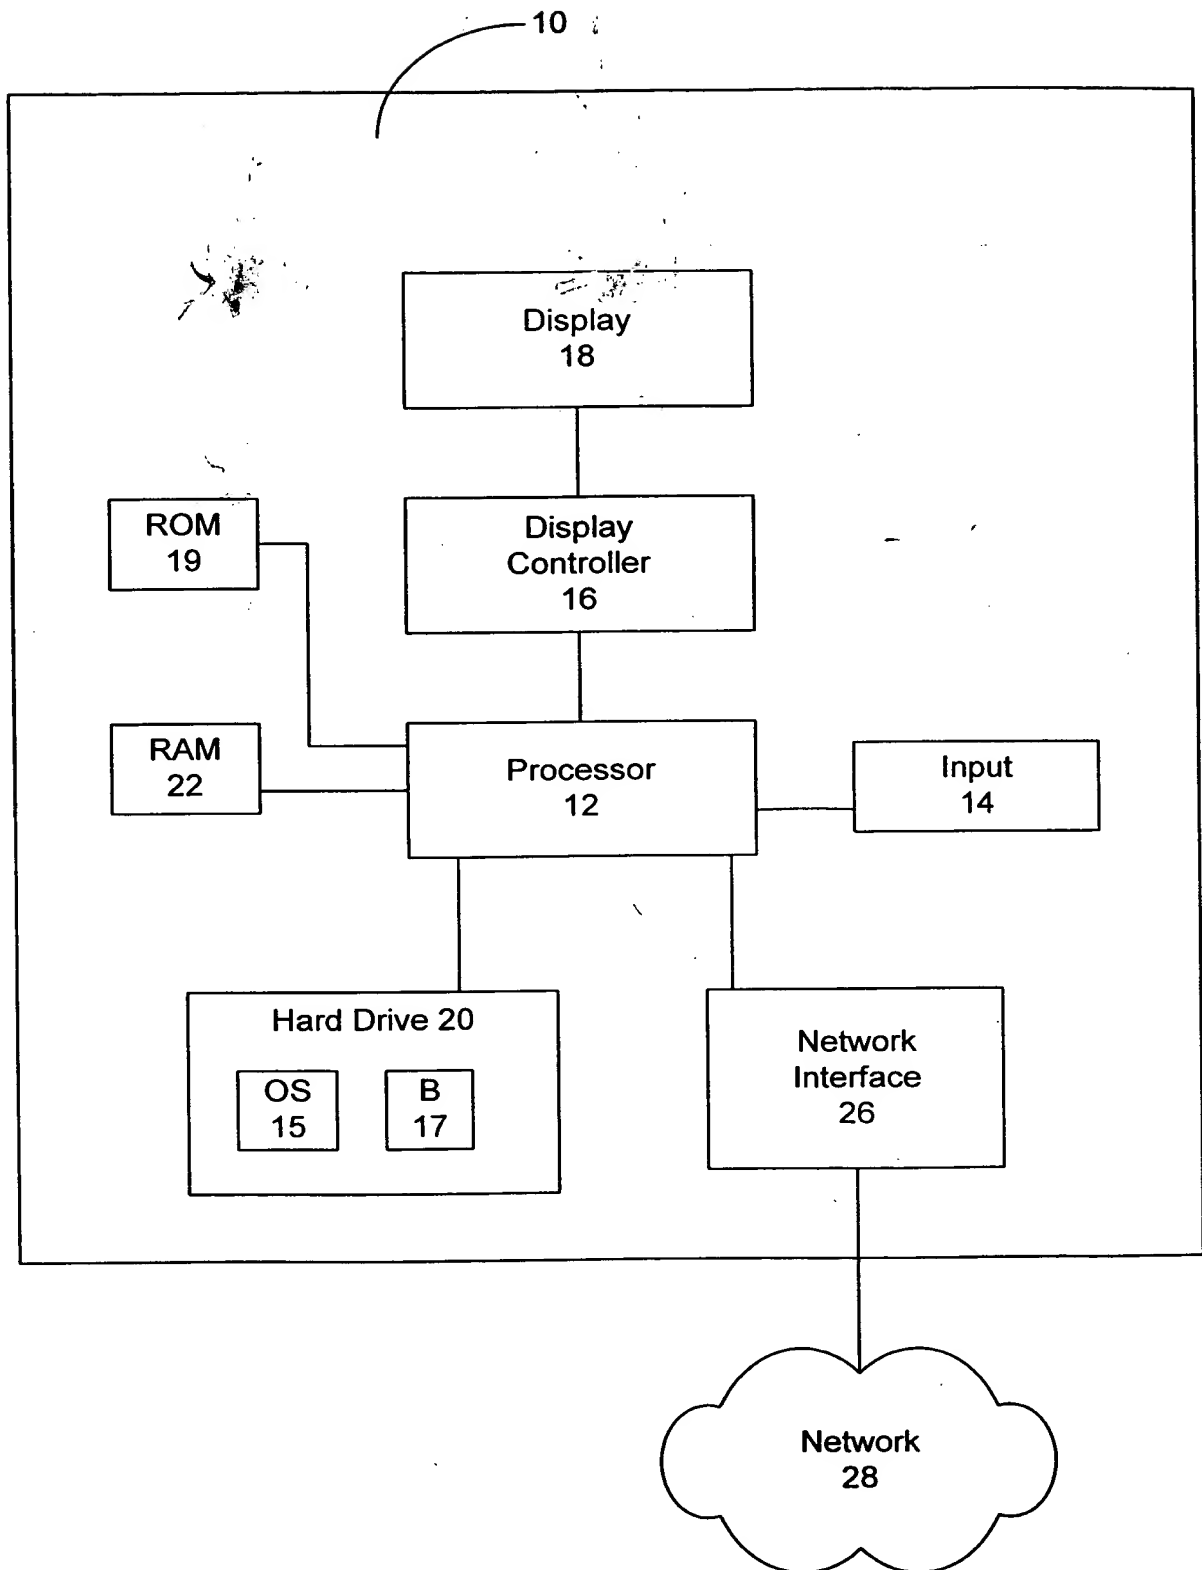 10
Display
18
ROM
19
Display
Controller
16
RAM
22
Processor
12
Input
14
Hard Drive 20
OS
15
B
17
Network
Interface
26
Network
28